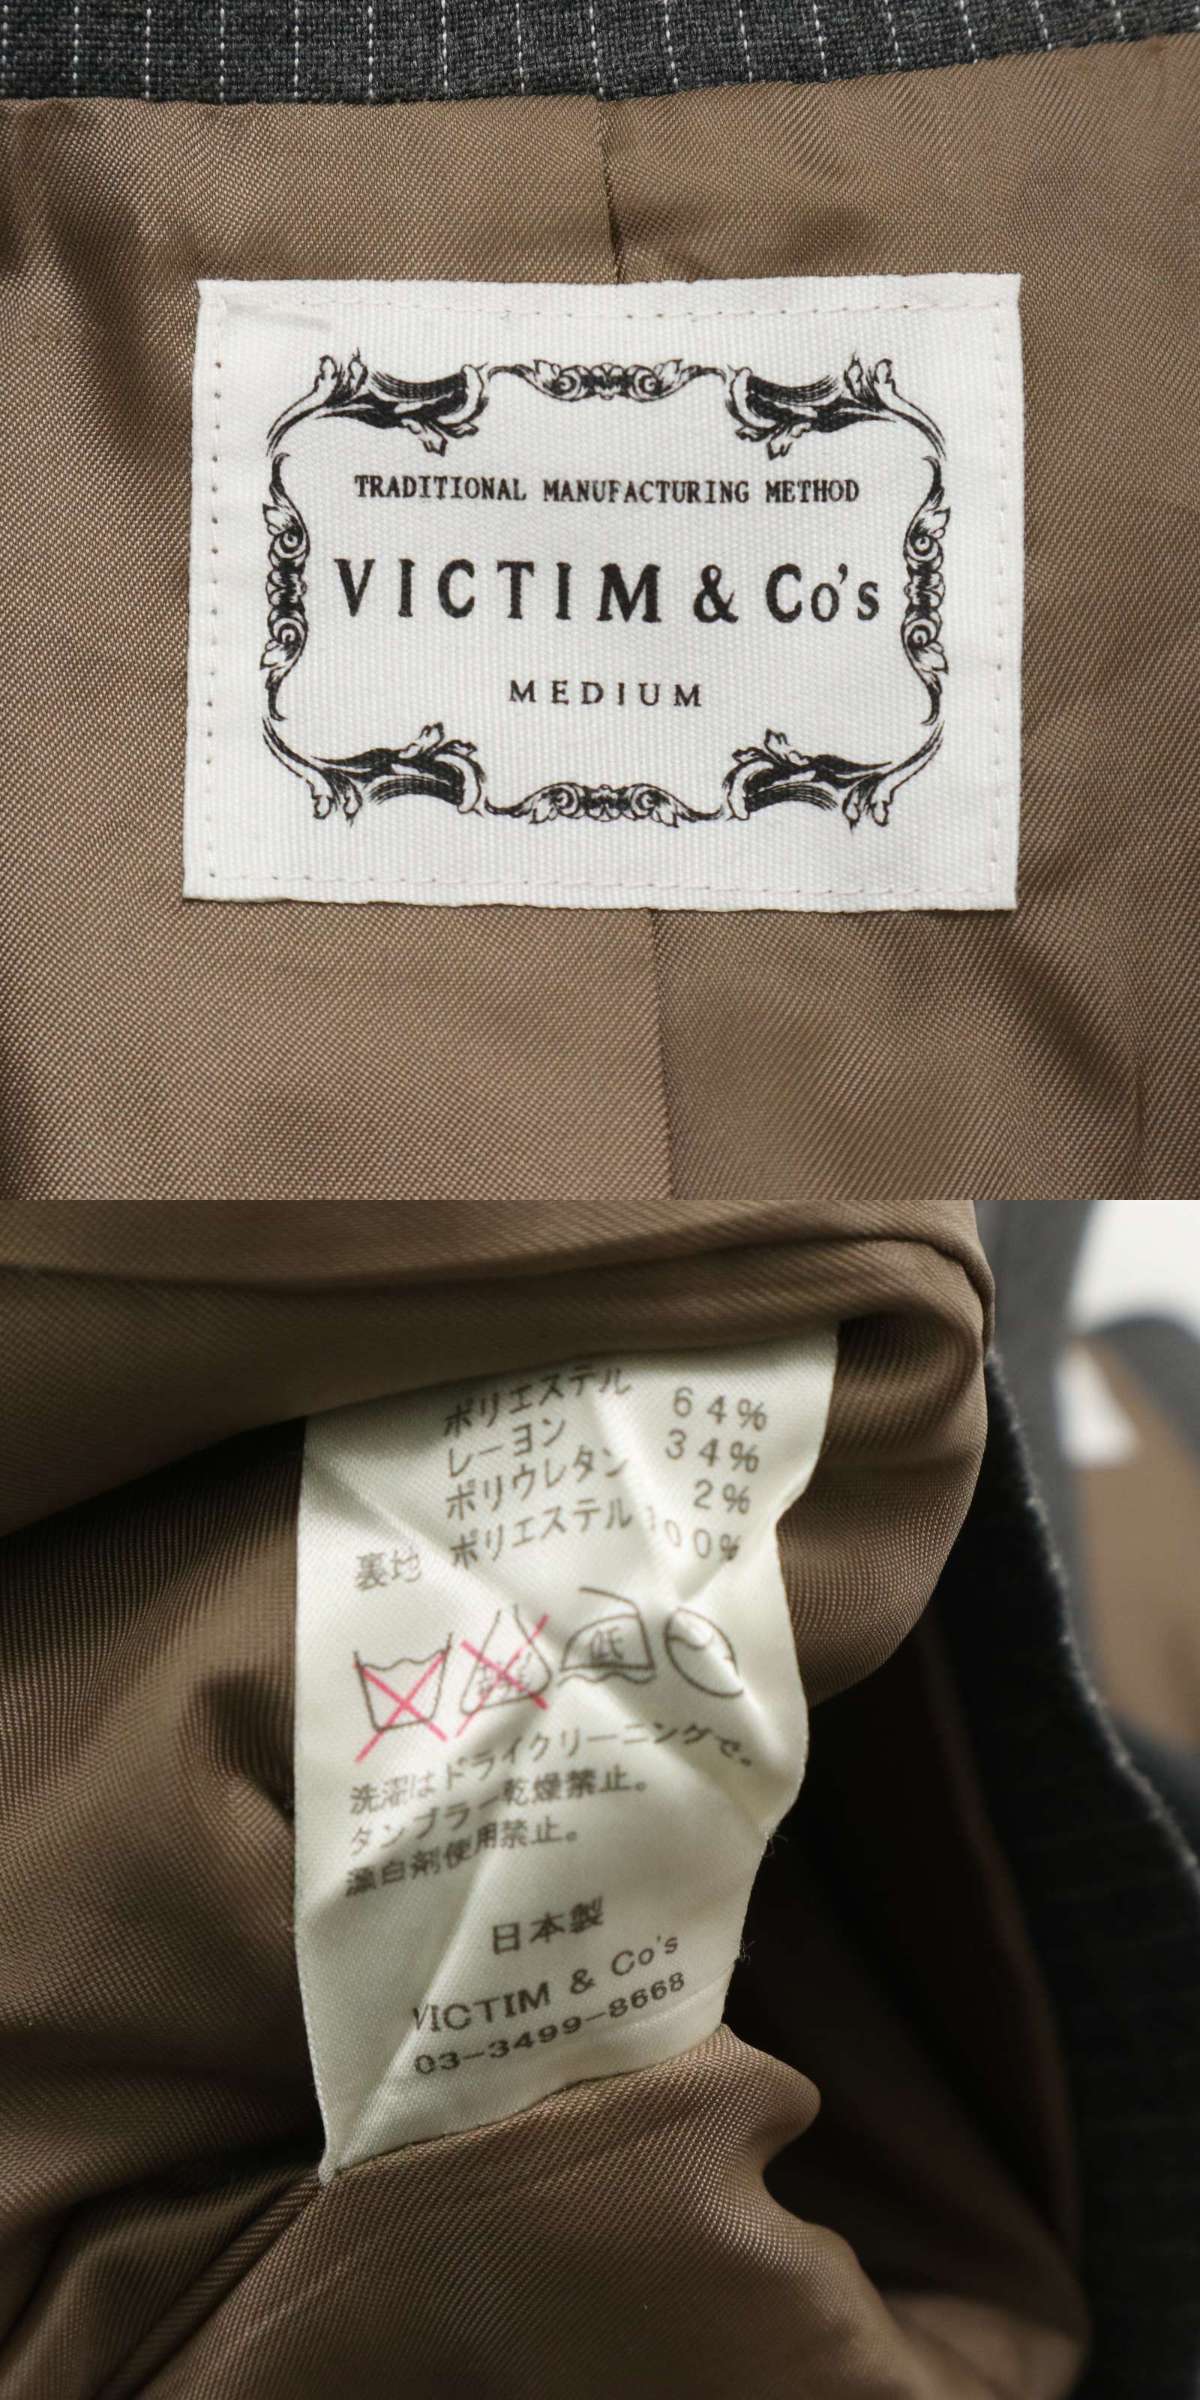 TRADITIONAL MANUFACTURING METHOD
VICTIM & Co's
MEDIUM
ポリエステル 64%
レーヨン 34%
ポリウレタン 2%
裏地 ポリエステル 100%
低
洗濯はドライクリーニングで。
タンブラー乾燥禁止。
漂白剤使用禁止。
日本製
VICTIM & Co's
03-3499-8668